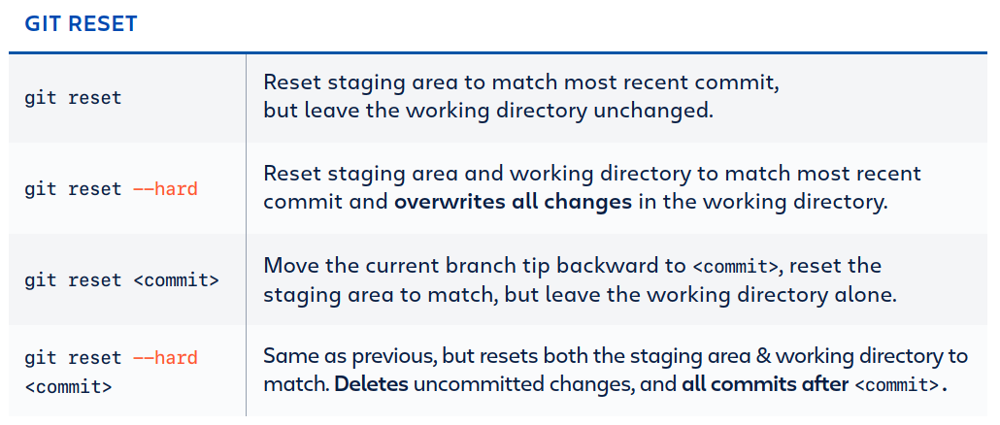 GIT RESET
git reset
Reset staging area to match most recent commit,
but leave the working directory unchanged.
git reset --hard
Reset staging area and working directory to match most recent
commit and overwrites all changes in the working directory.
git reset <commit>
Move the current branch tip backward to <commit>, reset the
staging area to match, but leave the working directory alone.
git reset --hard
<commit>
Same as previous, but resets both the staging area & working directory to
match. Deletes uncommitted changes, and all commits after <commit>.